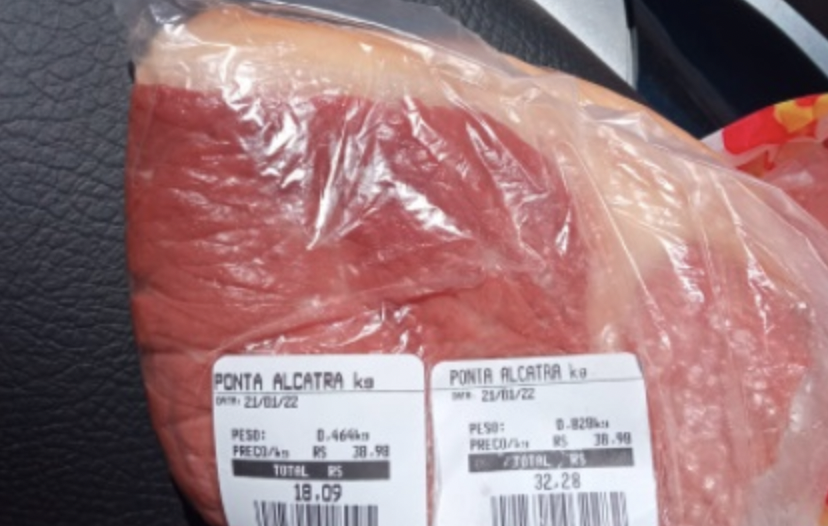 PONTA ALCATRA kg
DATA: 21/01/22
PESO: 0.464kg
PRECO/kg R$ 38.98
TOTAL R$
18.09
PONTA ALCATRA kg
DATA: 21/01/22
PESO: 0.828kg
PRECO/kg R$ 38.98
TOTAL R$
32.28